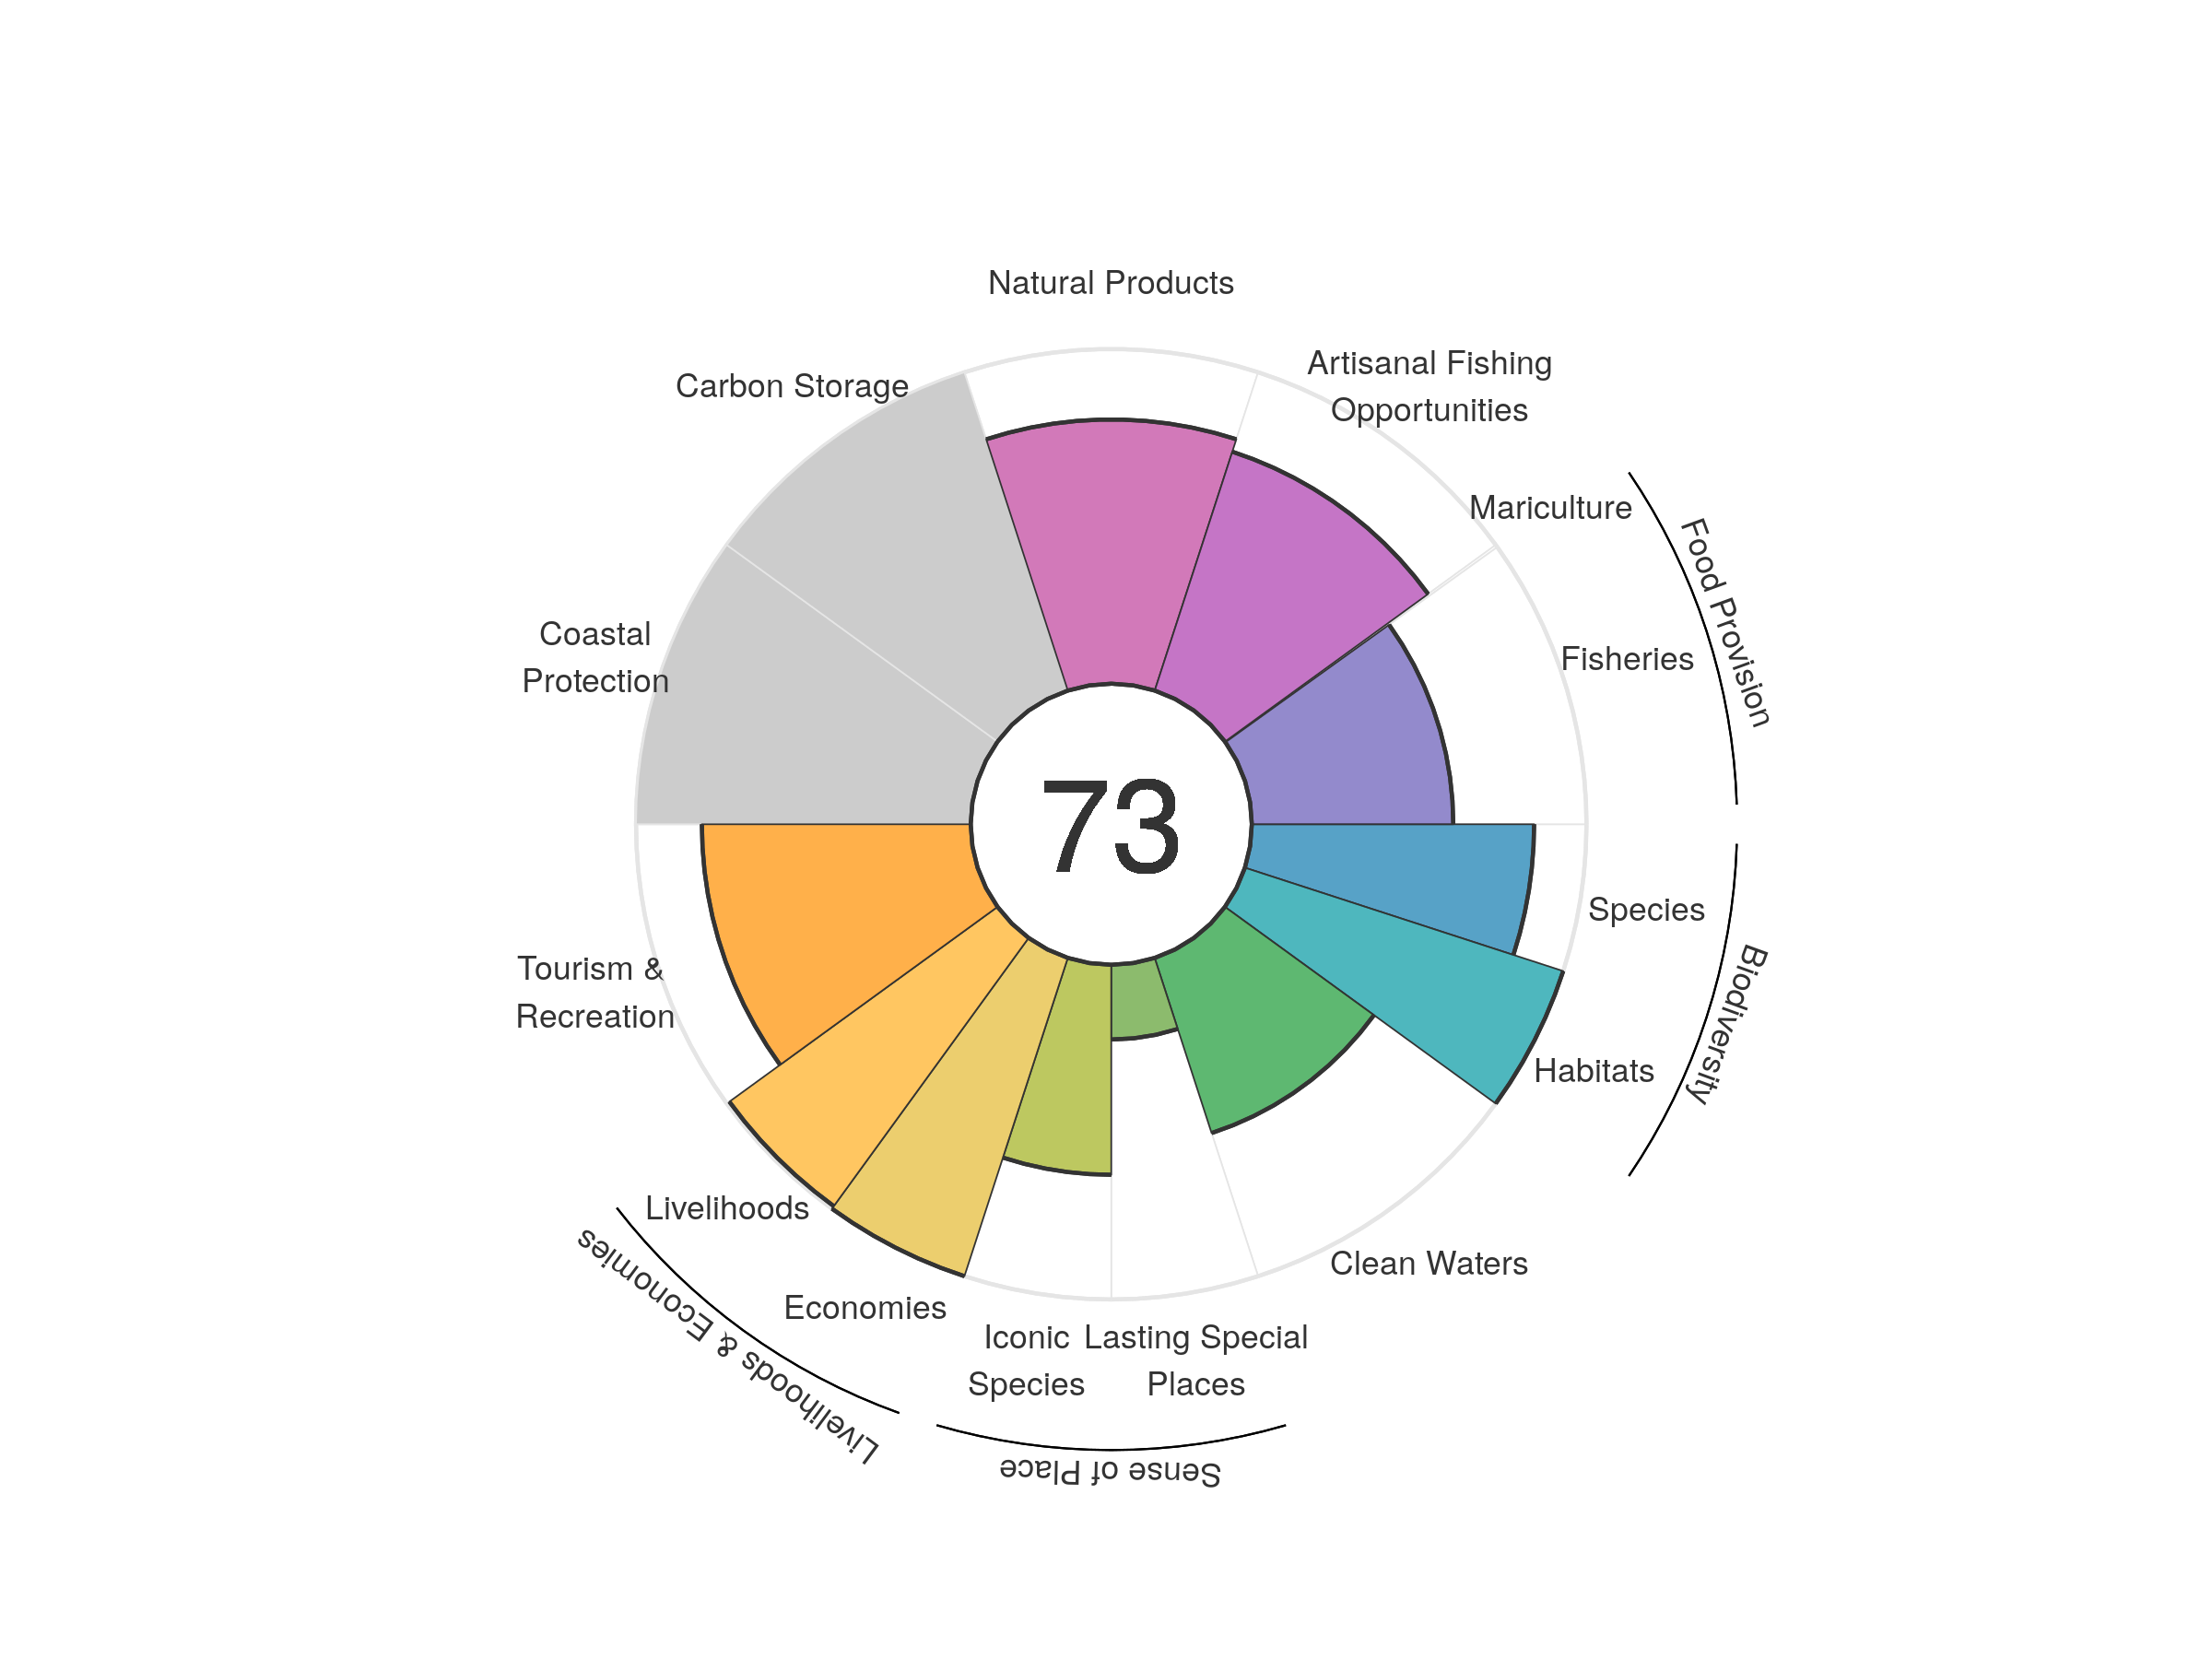 Natural Products
Artisanal Fishing
Opportunities
Carbon Storage
Mariculture
Food Provision
Coastal
Protection
Fisheries
73
Species
Biodiversity
Tourism &
Recreation
Habitats
Livelihoods
Livelihoods & Economies
Clean Waters
Economies
Iconic
Species
Lasting Special
Places
Sense of Place